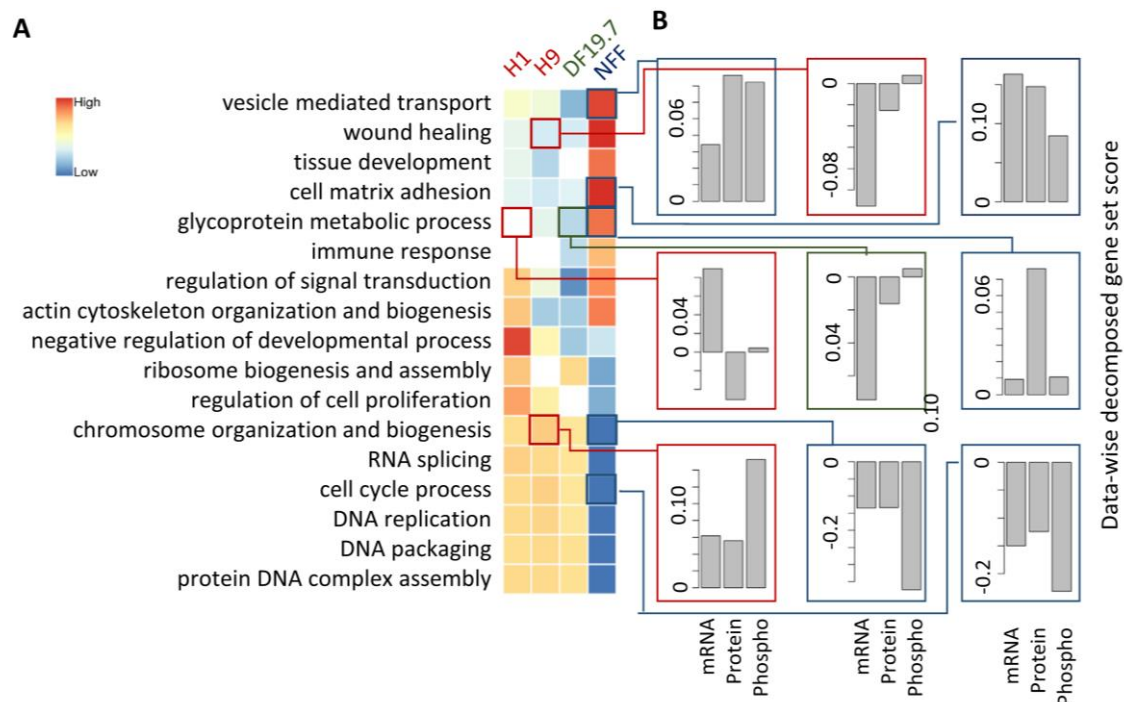 A
B
H1
H9
DF19.7
NFF
High
Low
vesicle mediated transport
wound healing
tissue development
cell matrix adhesion
glycoprotein metabolic process
immune response
regulation of signal transduction
actin cytoskeleton organization and biogenesis
negative regulation of developmental process
ribosome biogenesis and assembly
regulation of cell proliferation
chromosome organization and biogenesis
RNA splicing
cell cycle process
DNA replication
DNA packaging
protein DNA complex assembly
0.06
0
0
-0.08
0.10
0
0.04
0
0
0.04
0.10
0.06
0
0.10
0
0
-0.2
0
-0.2
mRNA
Protein
Phospho
mRNA
Protein
Phospho
mRNA
Protein
Phospho
Data-wise decomposed gene set score